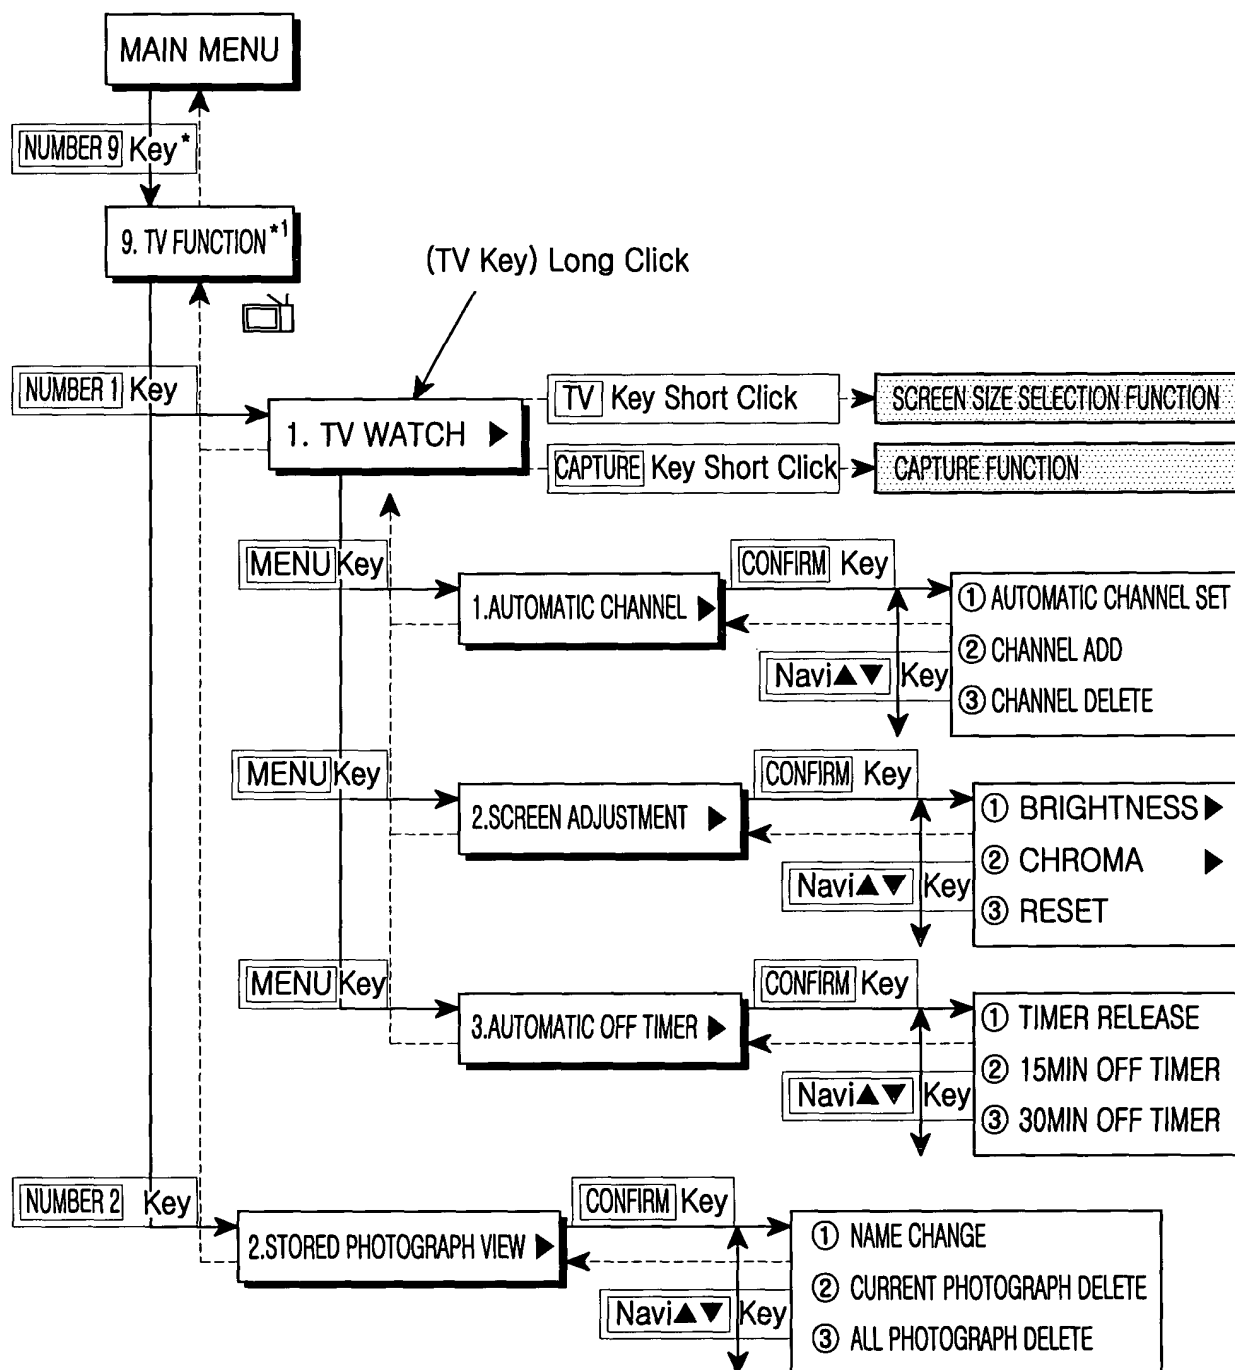 MAIN MENU
NUMBER 9 Key*
9. TV FUNCTION*1
(TV Key) Long Click
NUMBER 1 Key
1. TV WATCH ▶
TV Key Short Click
SCREEN SIZE SELECTION FUNCTION
CAPTURE Key Short Click
CAPTURE FUNCTION
MENU Key
1.AUTOMATIC CHANNEL ▶
CONFIRM Key
Navi▲▼ Key
① AUTOMATIC CHANNEL SET
② CHANNEL ADD
③ CHANNEL DELETE
MENU Key
2.SCREEN ADJUSTMENT ▶
CONFIRM Key
Navi▲▼ Key
① BRIGHTNESS▶
② CHROMA ▶
③ RESET
MENU Key
3.AUTOMATIC OFF TIMER ▶
CONFIRM Key
Navi▲▼ Key
① TIMER RELEASE
② 15MIN OFF TIMER
③ 30MIN OFF TIMER
NUMBER 2 Key
2.STORED PHOTOGRAPH VIEW ▶
CONFIRM Key
Navi▲▼ Key
① NAME CHANGE
② CURRENT PHOTOGRAPH DELETE
③ ALL PHOTOGRAPH DELETE